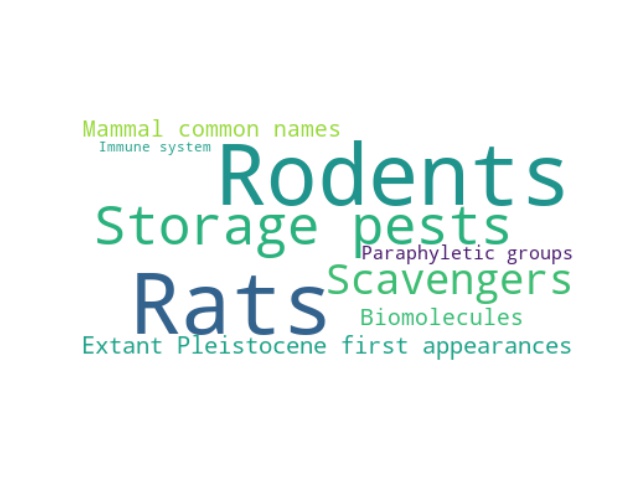 Mammal common names
Immune system
Rodents
Storage pests
Paraphyletic groups
Scavengers
Rats
Biomolecules
Extant Pleistocene first appearances